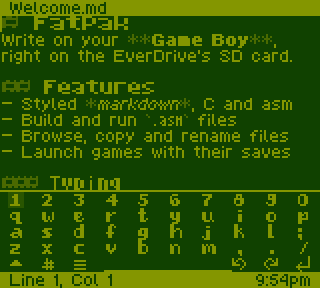 Welcome.md
# FatPak
Write on your **Game Boy**,
right on the EverDrive's SD card.
## Features
- Styled *markdown*, C and asm
- Build and run `.asm` files
- Browse, copy and rename files
- Launch games with their saves
### Typing
1 2 3 4 5 6 7 8 9 0
q w e r t y u i o p
a s d f g h j k l ;
z x c v b n m , . /
#
Line 1, Col 1 9:54pm